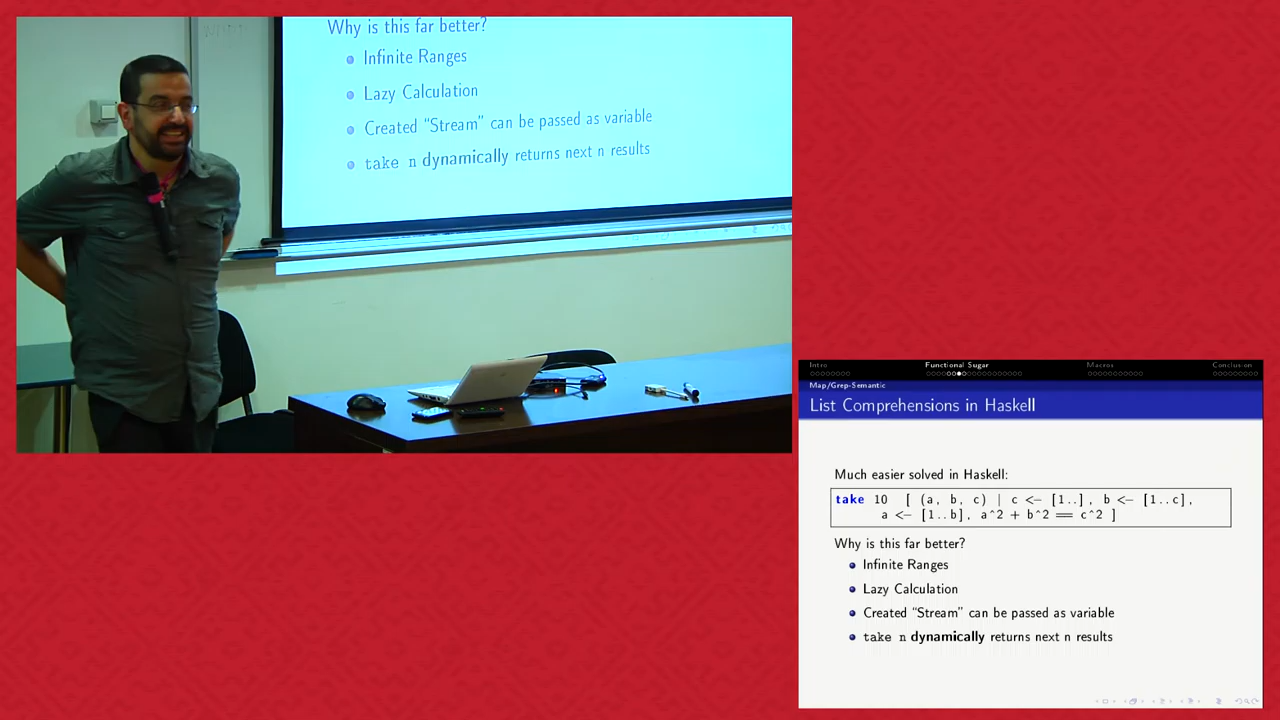 Why is this far better?
Infinite Ranges
Lazy Calculation
Created “Stream” can be passed as variable
take n dynamically returns next n results
Intro Functional Sugar Macros Conclusion
Map/Grep-Semantic
List Comprehensions in Haskell
Much easier solved in Haskell:
take 10 [ (a, b, c) | c <- [1..], b <- [1..c],
a <- [1..b], a^2 + b^2 == c^2 ]
Why is this far better?
Infinite Ranges
Lazy Calculation
Created “Stream” can be passed as variable
take n dynamically returns next n results